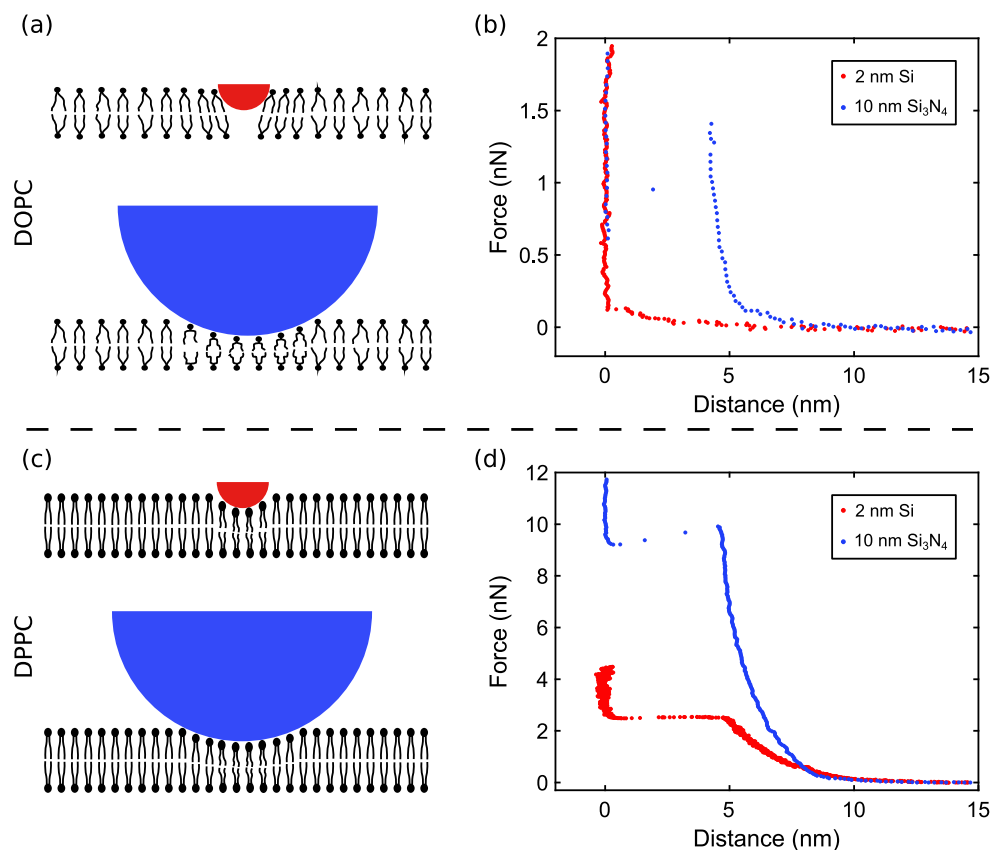 (a)
DOPC
(b)
2
1.5
1
0.5
0
Force (nN)
2 nm Si
10 nm Si₃N₄
0
5
10
15
Distance (nm)
(c)
DPPC
(d)
12
10
8
6
4
2
0
Force (nN)
2 nm Si
10 nm Si₃N₄
0
5
10
15
Distance (nm)